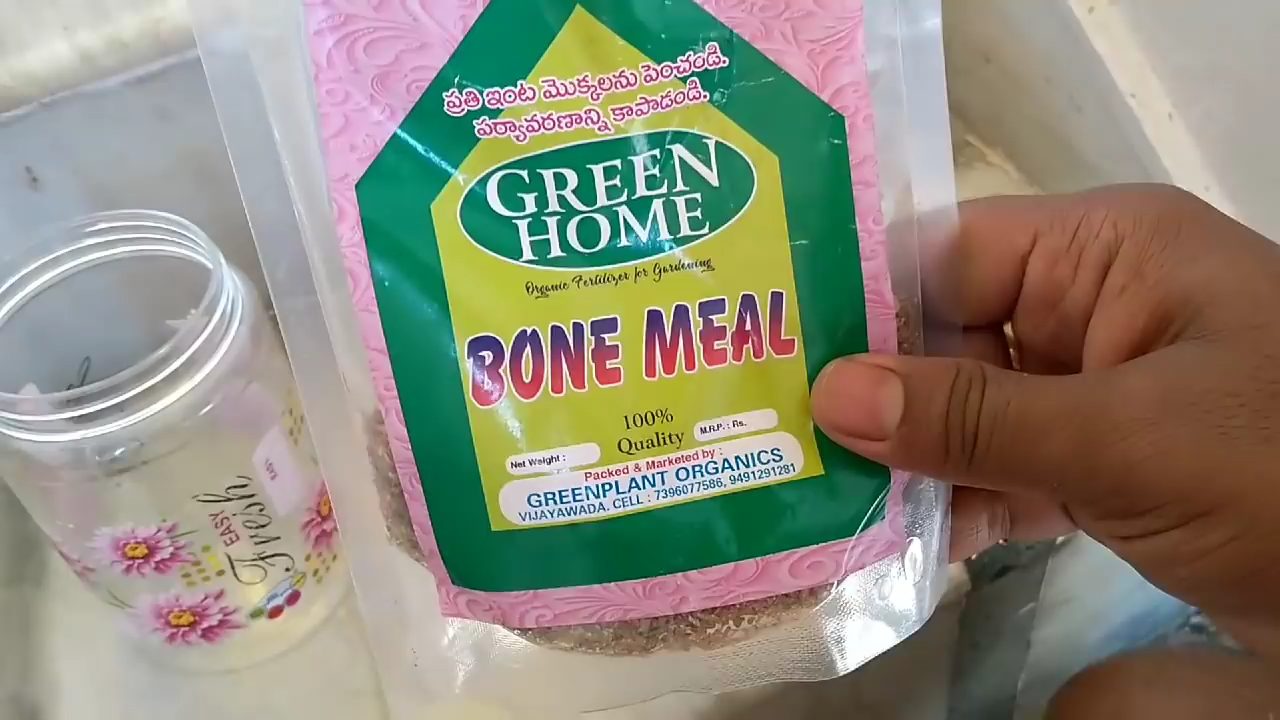 ప్రతి ఇంట మొక్కలను పెంచండి.
పర్యావరణాన్ని కాపాడండి.
GREEN
HOME
Organic Fertilizer for Gardening
BONE MEAL
100%
Quality
Net Weight :
M.R.P. : Rs.
Packed & Marketed by :
GREENPLANT ORGANICS
VIJAYAWADA. CELL : 7396077586, 9491291281
EASY
Fresh